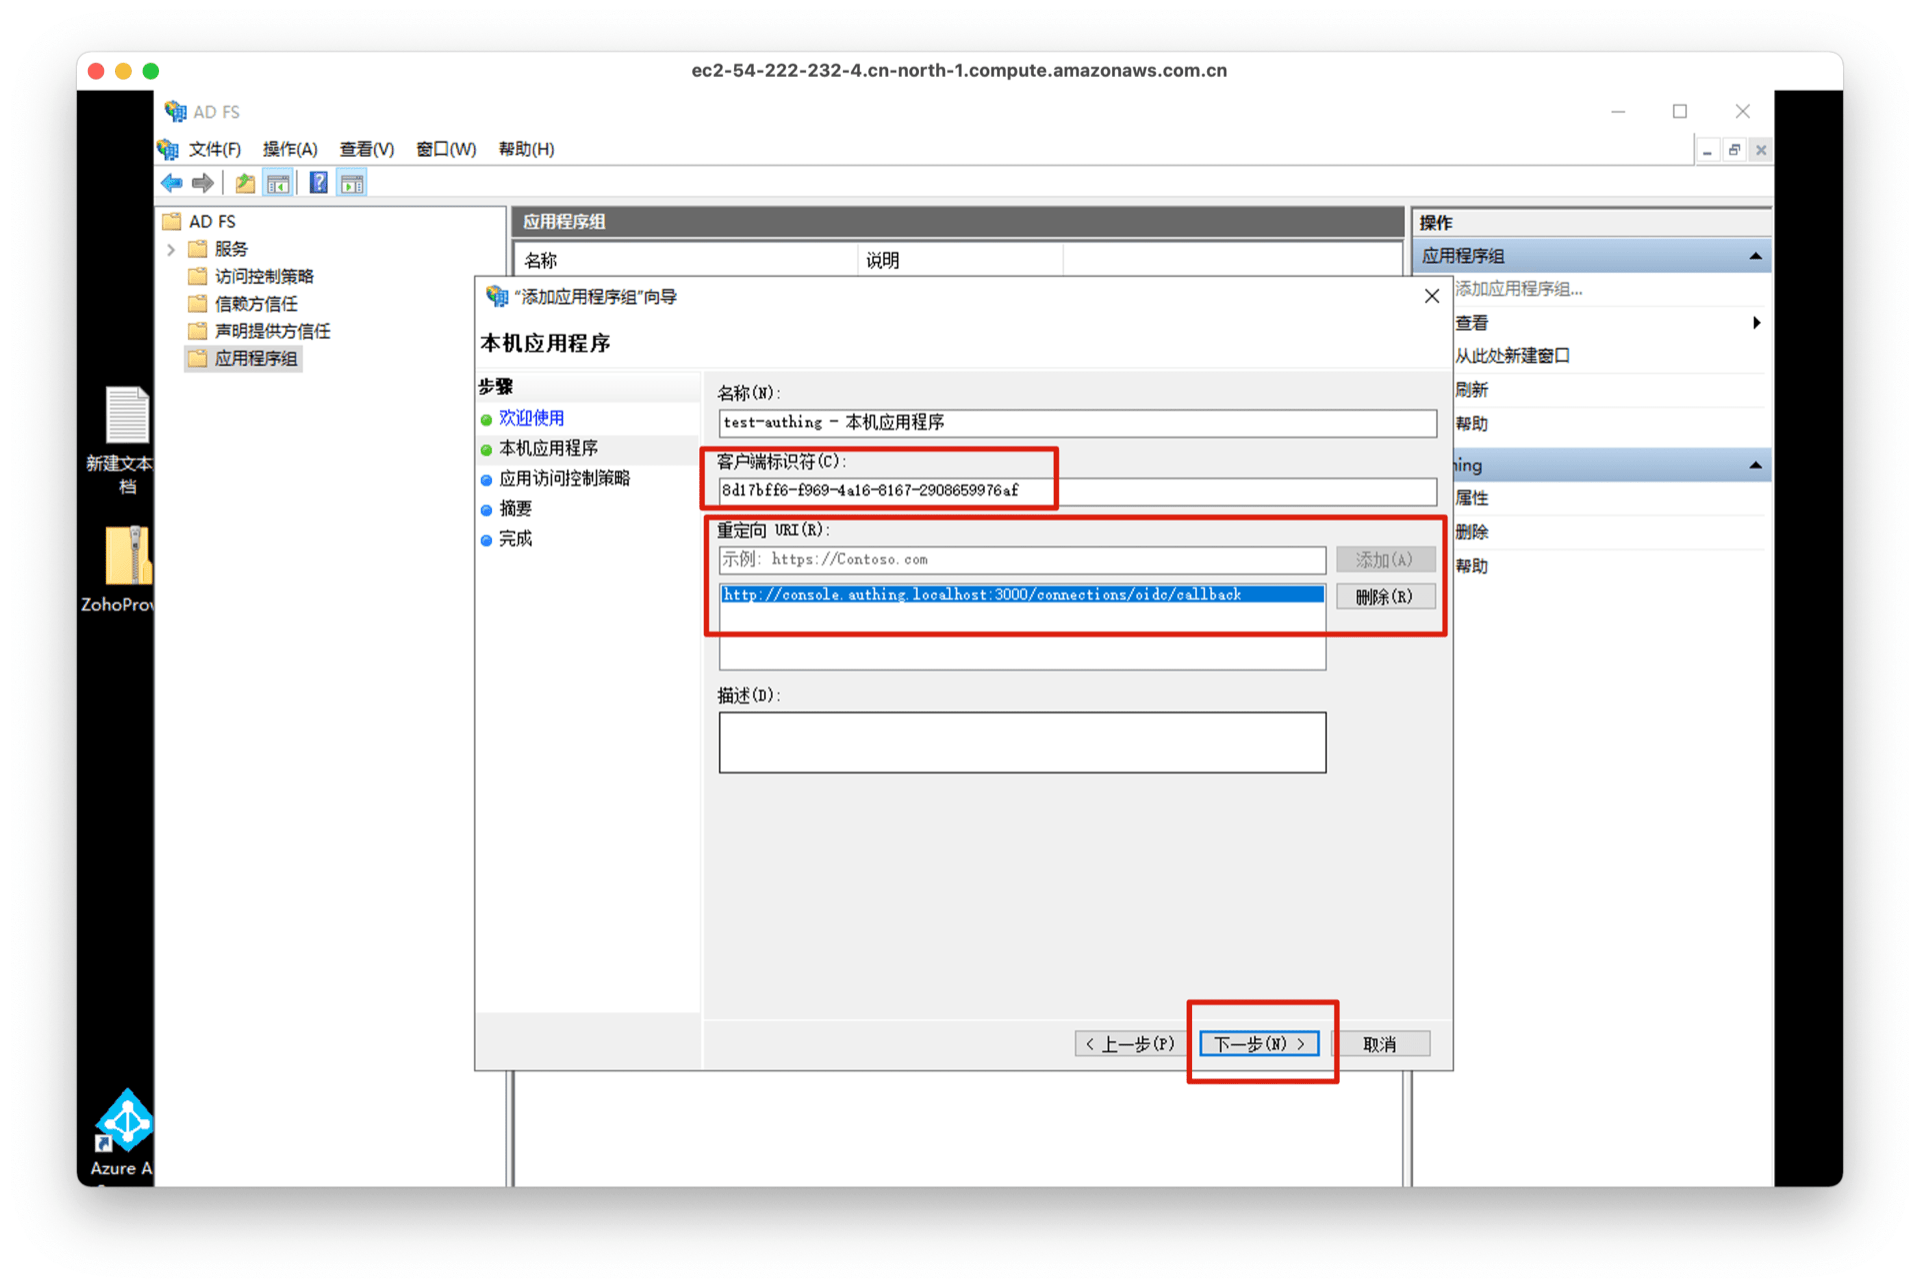 ec2-54-222-232-4.cn-north-1.compute.amazonaws.com.cn
AD FS
文件(F) 操作(A) 查看(V) 窗口(W) 帮助(H)
AD FS
服务
访问控制策略
信赖方信任
声明提供方信任
应用程序组
应用程序组
名称 说明
操作
应用程序组
添加应用程序组...
查看
从此处新建窗口
刷新
帮助
ing
属性
删除
帮助
"添加应用程序组"向导
本机应用程序
步骤
欢迎使用
本机应用程序
应用访问控制策略
摘要
完成
名称(N):
test-authing - 本机应用程序
客户端标识符(C):
8d17bff6-f969-4a16-8167-2908659976af
重定向 URI(R):
示例: https://Contoso.com
添加(A)
http://console.authing.localhost:3000/connections/oidc/callback
删除(R)
描述(D):
< 上一步(P) 下一步(N) > 取消
新建文本
档
ZohoProv
Azure A